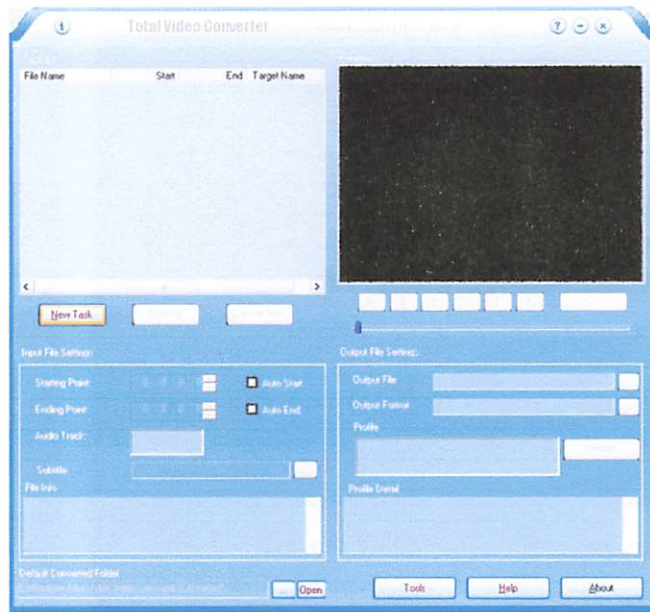 Total Video Converter
File Name Start End Target Name
New Task
Input File Settings
Output File Settings
Starting Point
Auto Start
Output File
Ending Point
Auto End
Output Format
Audio Track
Profile
Subtitle
File Info
Profile Detail
Default Converted Folder
... Open
Tools Help About